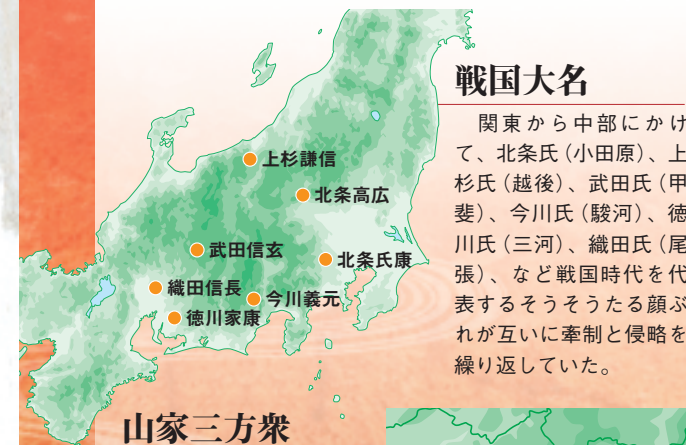 上杉謙信
北条高広
武田信玄
北条氏康
織田信長
今川義元
徳川家康
戦国大名
関東から中部にかけ
て、北条氏(小田原)、上
杉氏(越後)、武田氏(甲
斐)、今川氏(駿河)、徳
川氏(三河)、織田氏(尾
張)、など戦国時代を代
表するそうそうたる顔ぶ
れが互いに牽制と侵略を
繰り返していた。
山家三方衆